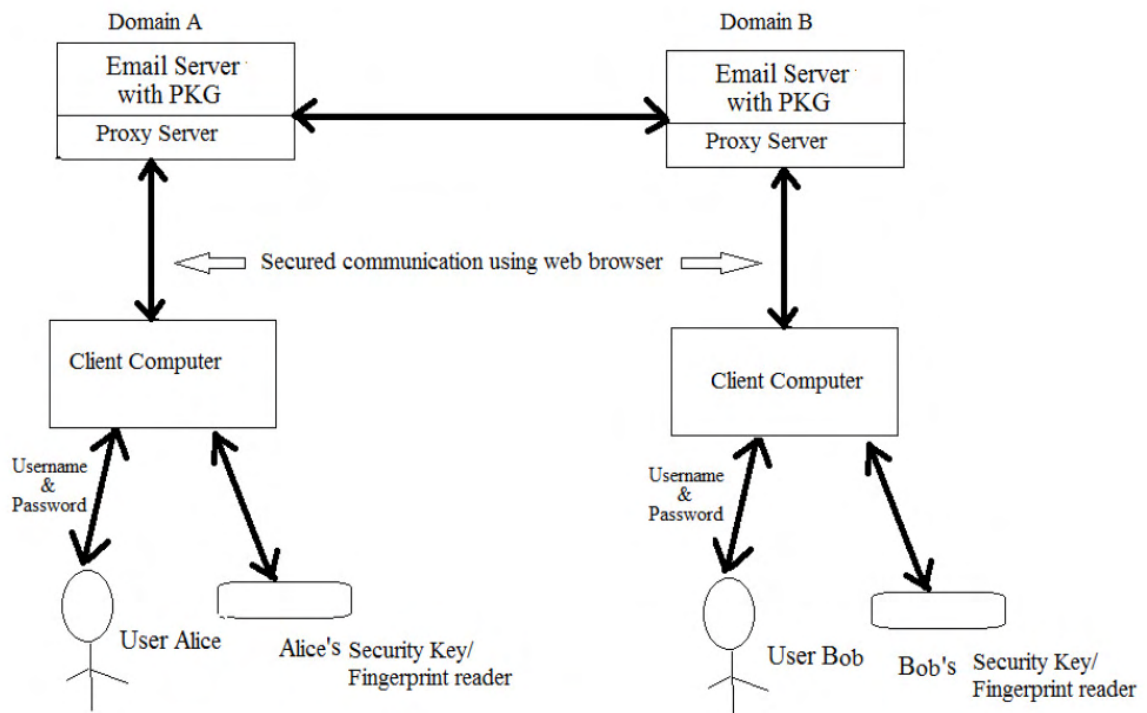 Domain A
Domain B
Email Server
with PKG
Proxy Server
Email Server
with PKG
Proxy Server
Secured communication using web browser
Client Computer
Client Computer
Username
&
Password
Username
&
Password
User Alice
Alice's Security Key/
Fingerprint reader
User Bob
Bob's Security Key/
Fingerprint reader